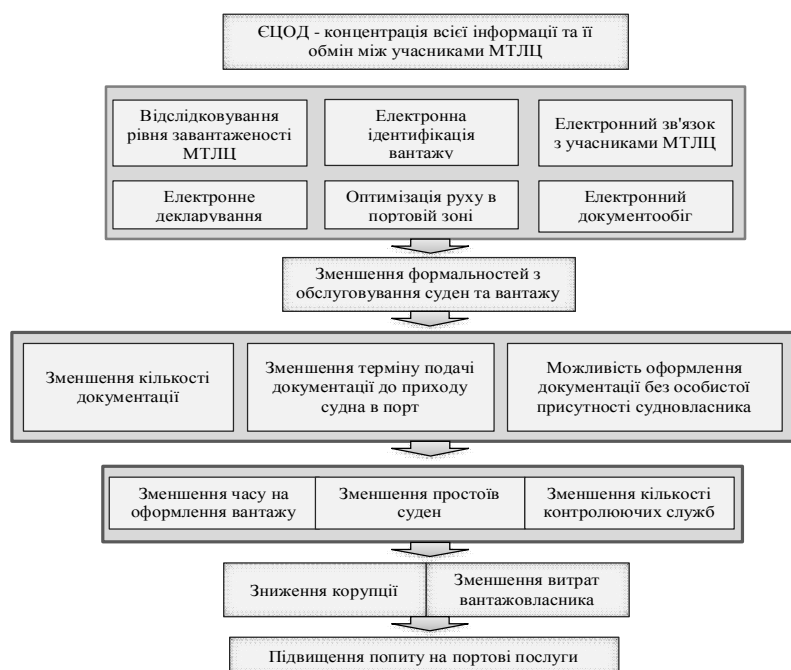 ЄЦОД - концентрація всієї інформації та її
обмін між учасниками МТЛЦ
Відслідковування
рівня завантаженості
МТЛЦ
Електронна
ідентифікація
вантажу
Електронний зв'язок
з учасниками МТЛЦ
Електронне
декларування
Оптимізація руху в
портовій зоні
Електронний
документообіг
Зменшення формальностей з
обслуговування суден та вантажу
Зменшення кількості
документації
Зменшення терміну подачі
документації до приходу
судна в порт
Можливість оформлення
документації без особистої
присутності судновласника
Зменшення часу на
оформлення вантажу
Зменшення простоїв
суден
Зменшення кількості
контролюючих служб
Зниження корупції
Зменшення витрат
вантажовласника
Підвищення попиту на портові послуги